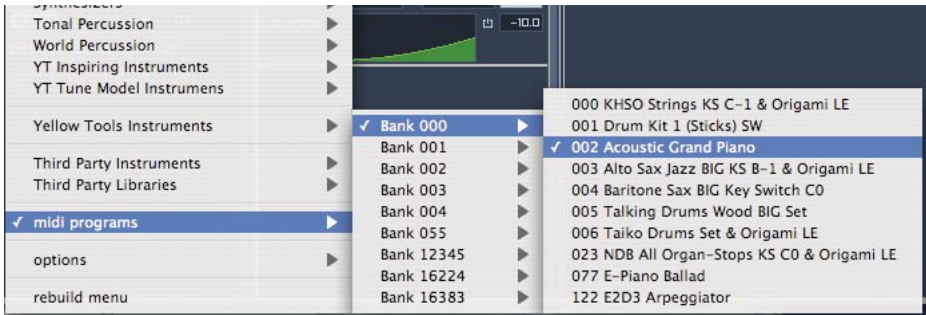 Synthesizers
Tonal Percussion
World Percussion
YT Inspiring Instruments
YT Tune Model Instrumens
Yellow Tools Instruments
Third Party Instruments
Third Party Libraries
✓ midi programs
options
rebuild menu
-10.0
✓ Bank 000
Bank 001
Bank 002
Bank 003
Bank 004
Bank 055
Bank 12345
Bank 16224
Bank 16383
000 KHSO Strings KS C-1 & Origami LE
001 Drum Kit 1 (Sticks) SW
✓ 002 Acoustic Grand Piano
003 Alto Sax Jazz BIG KS B-1 & Origami LE
004 Baritone Sax BIG Key Switch C0
005 Talking Drums Wood BIG Set
006 Taiko Drums Set & Origami LE
023 NDB All Organ-Stops KS C0 & Origami LE
077 E-Piano Ballad
122 E2D3 Arpeggiator